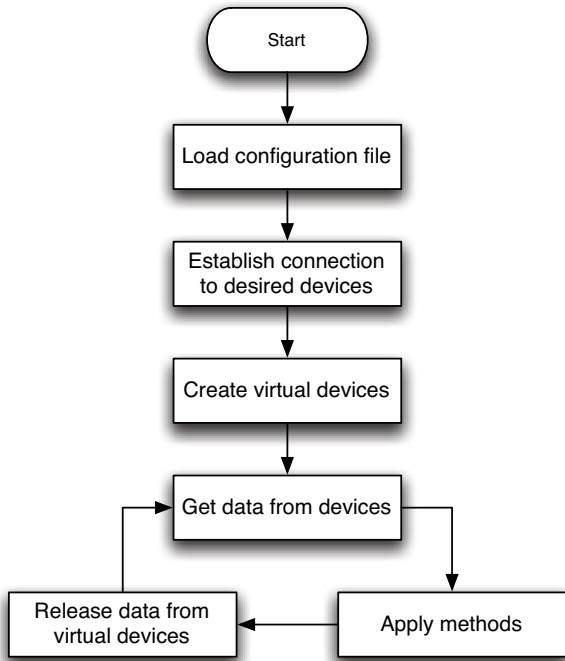 Start
Load configuration file
Establish connection
to desired devices
Create virtual devices
Get data from devices
Release data from
virtual devices
Apply methods